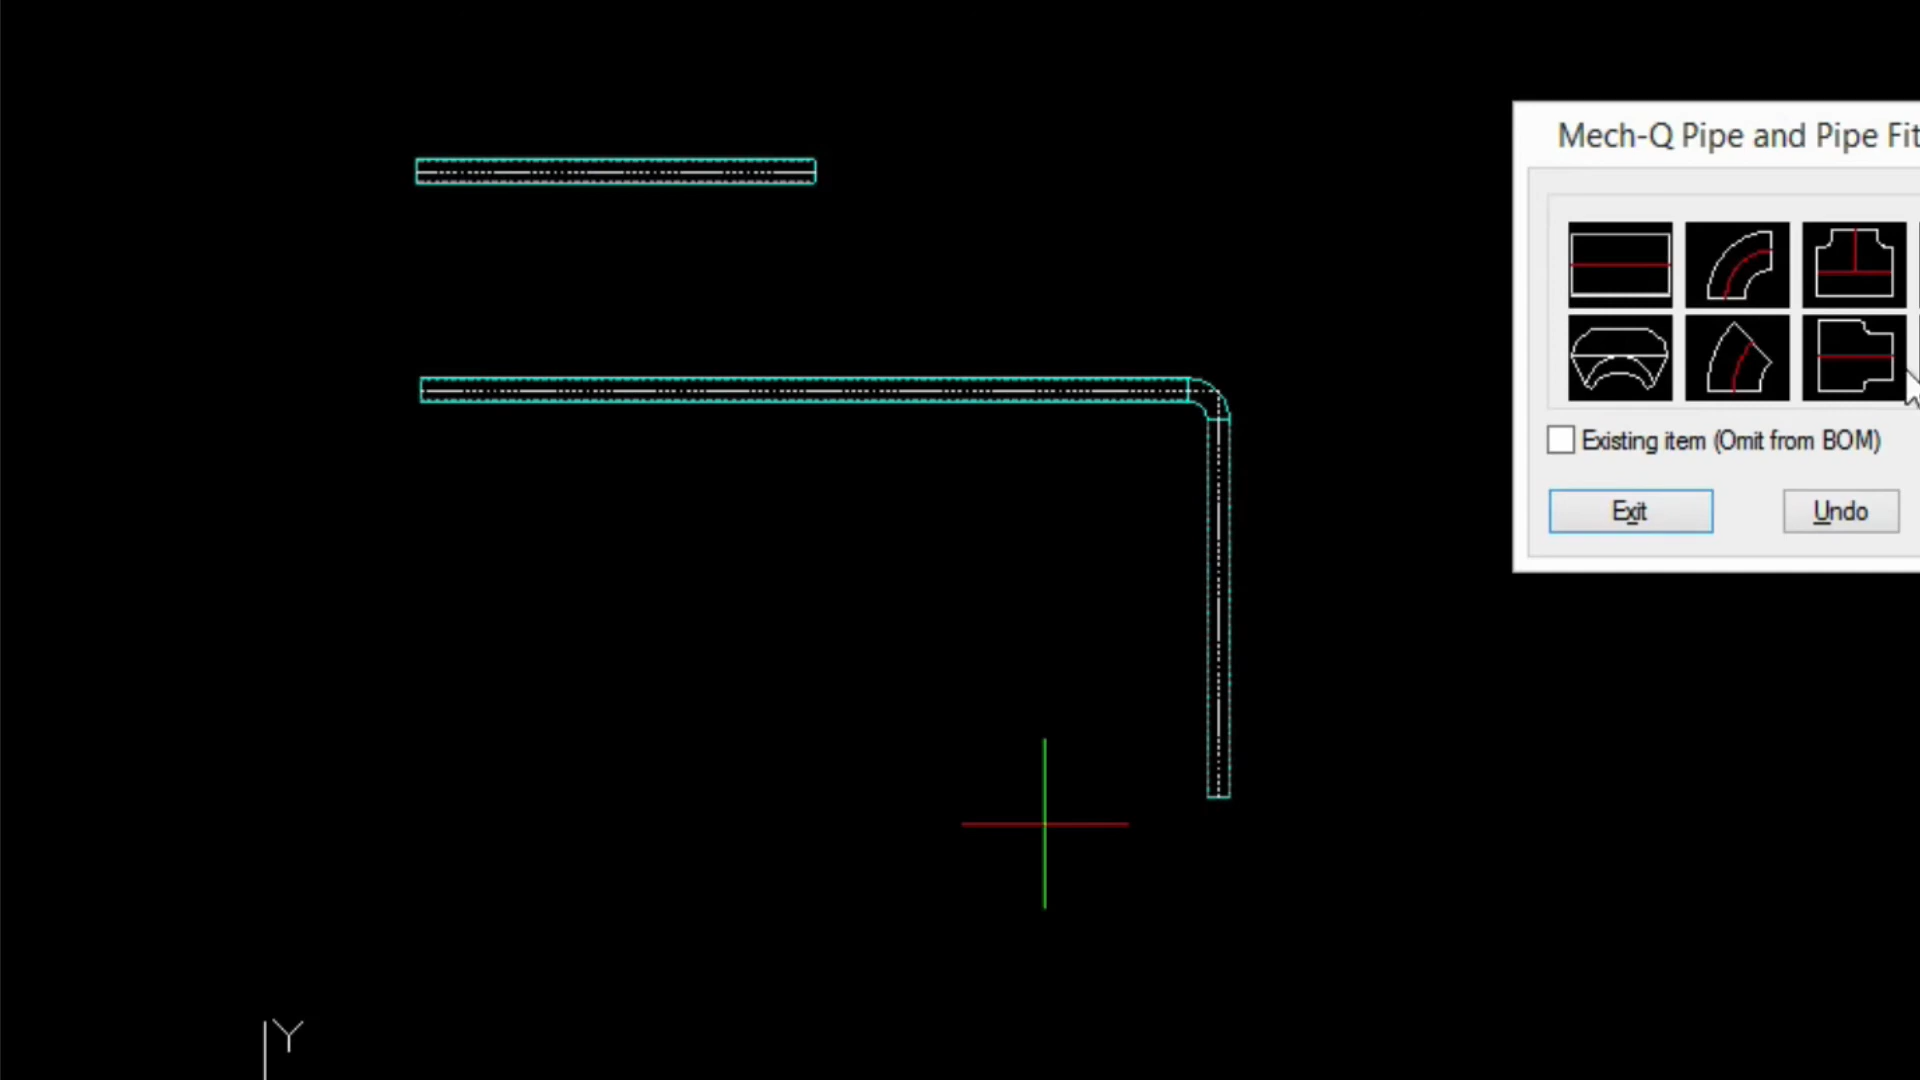 Mech-Q Pipe and Pipe Fit
Existing item (Omit from BOM)
Exit
Undo
Y